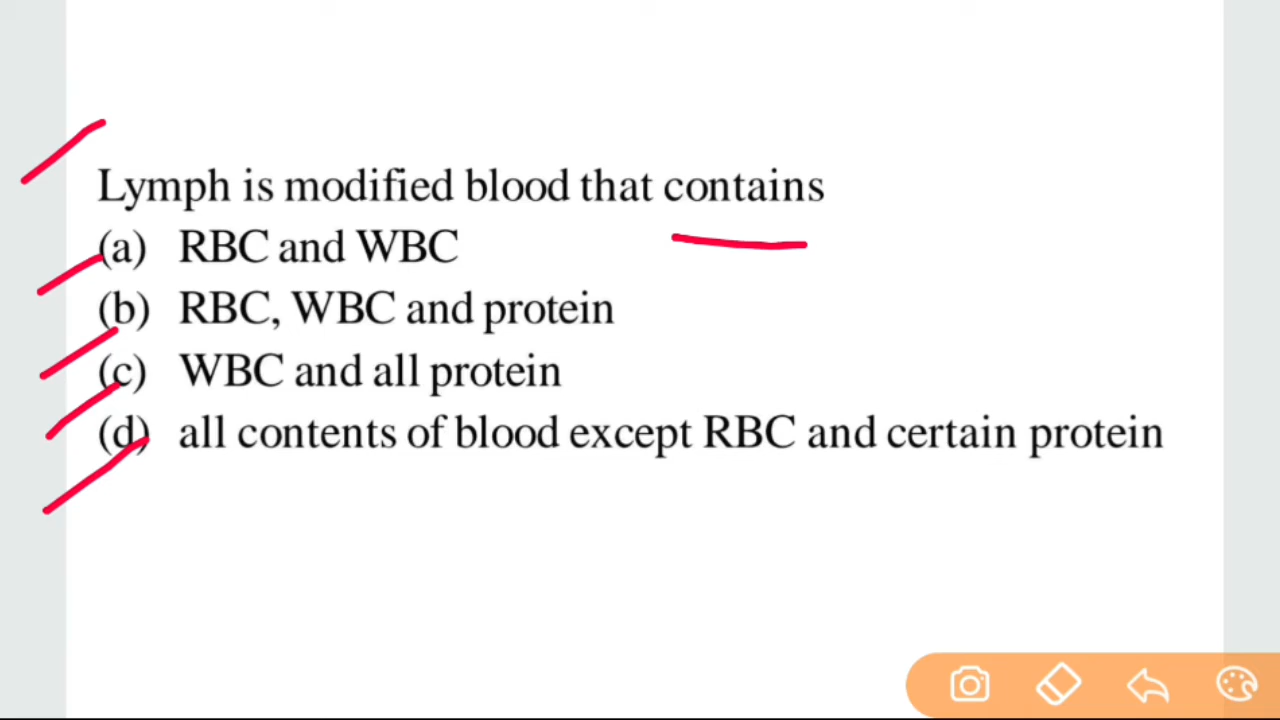 Lymph is modified blood that contains
(a) RBC and WBC
(b) RBC, WBC and protein
(c) WBC and all protein
(d) all contents of blood except RBC and certain protein